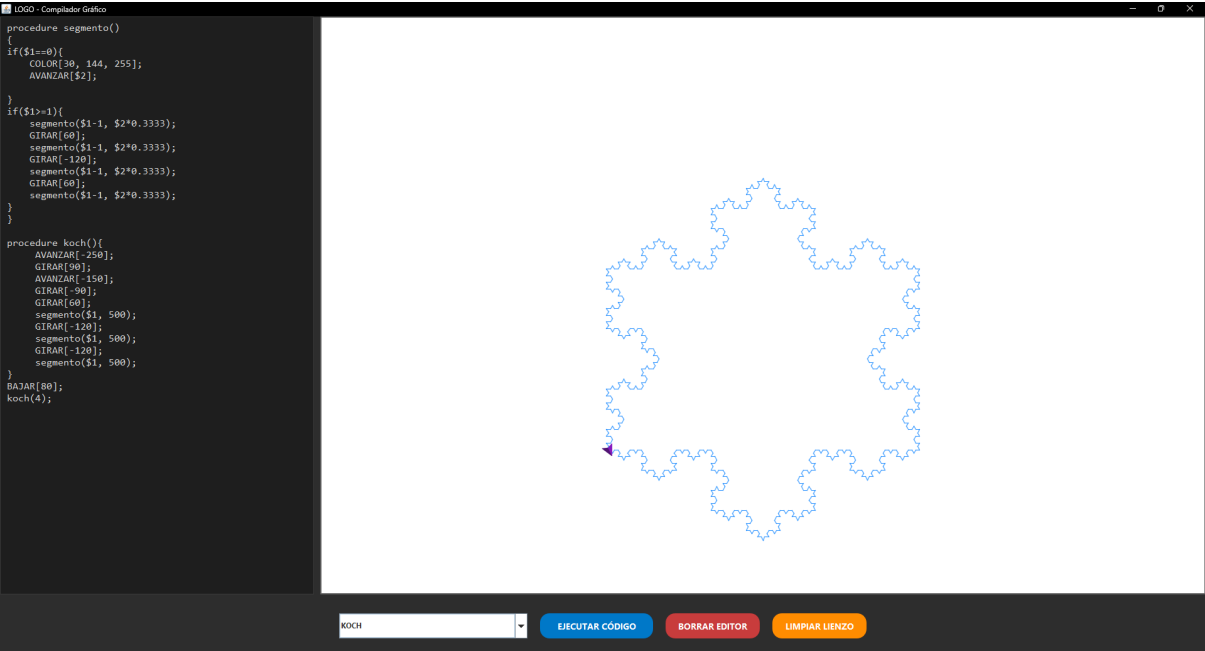 LOGO - Compilador Gráfico
procedure segmento()
{
if($1==0){
    COLOR[30, 144, 255];
    AVANZAR[$2];

}
if($1>=1){
    segmento($1-1, $2*0.3333);
    GIRAR[60];
    segmento($1-1, $2*0.3333);
    GIRAR[-120];
    segmento($1-1, $2*0.3333);
    GIRAR[60];
    segmento($1-1, $2*0.3333);
}
}

procedure koch(){
     AVANZAR[-250];
     GIRAR[90];
     AVANZAR[-150];
     GIRAR[-90];
     GIRAR[60];
     segmento($1, 500);
     GIRAR[-120];
     segmento($1, 500);
     GIRAR[-120];
     segmento($1, 500);
}
BAJAR[80];
koch(4);
KOCH
EJECUTAR CÓDIGO
BORRAR EDITOR
LIMPIAR LIENZO